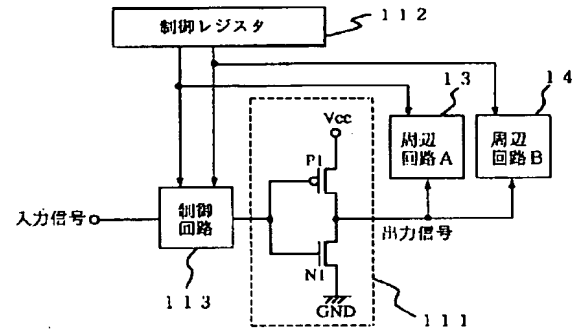 制御レジスタ
112
13
14
Vcc
周辺
回路A
周辺
回路B
P1
入力信号
制御
回路
出力信号
N1
GND
113
111